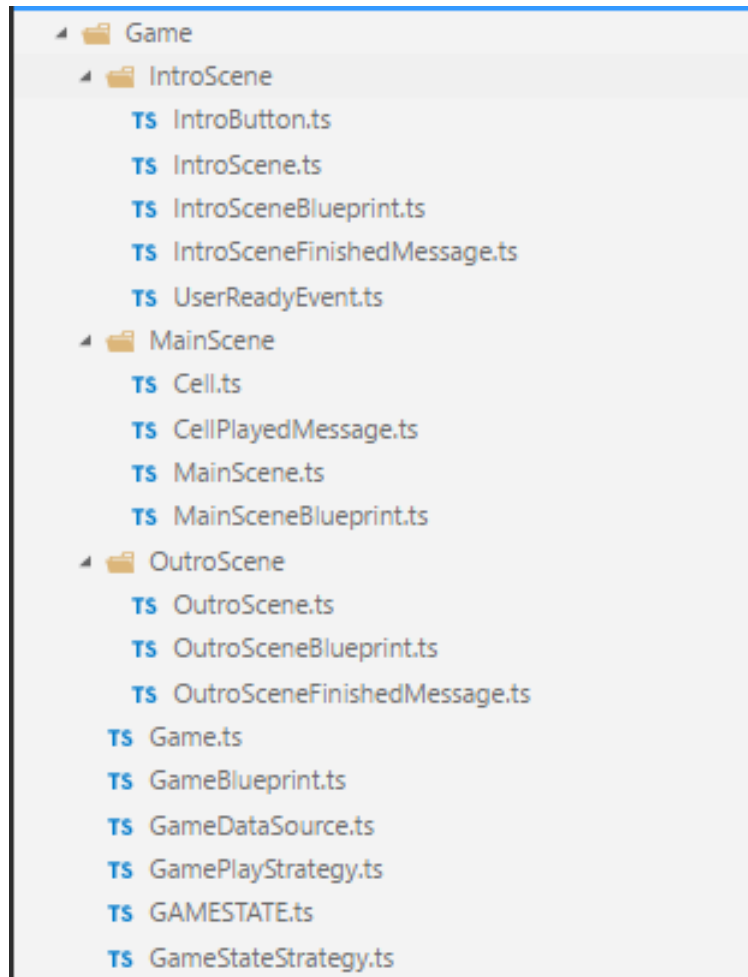 Game
IntroScene
TS IntroButton.ts
TS IntroScene.ts
TS IntroSceneBlueprint.ts
TS IntroSceneFinishedMessage.ts
TS UserReadyEvent.ts
MainScene
TS Cell.ts
TS CellPlayedMessage.ts
TS MainScene.ts
TS MainSceneBlueprint.ts
OutroScene
TS OutroScene.ts
TS OutroSceneBlueprint.ts
TS OutroSceneFinishedMessage.ts
TS Game.ts
TS GameBlueprint.ts
TS GameDataSource.ts
TS GamePlayStrategy.ts
TS GAMESTATE.ts
TS GameStateStrategy.ts